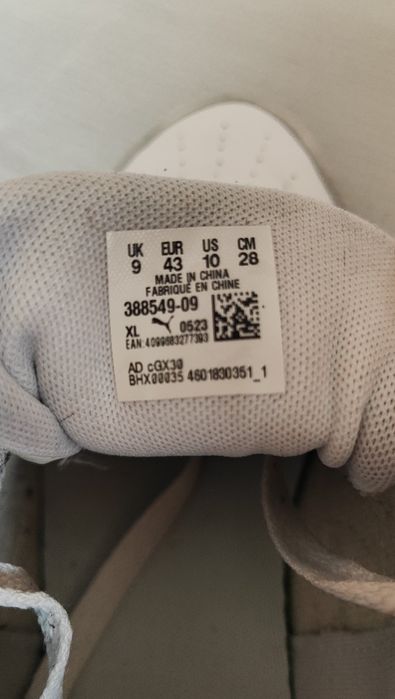 UK EUR US CM
9 43 10 28
MADE IN CHINA
FABRIQUÉ EN CHINE
388549-09
XL 0523
EAN: 4099683277393
AD cGX30
BHX00035 4601830351_1